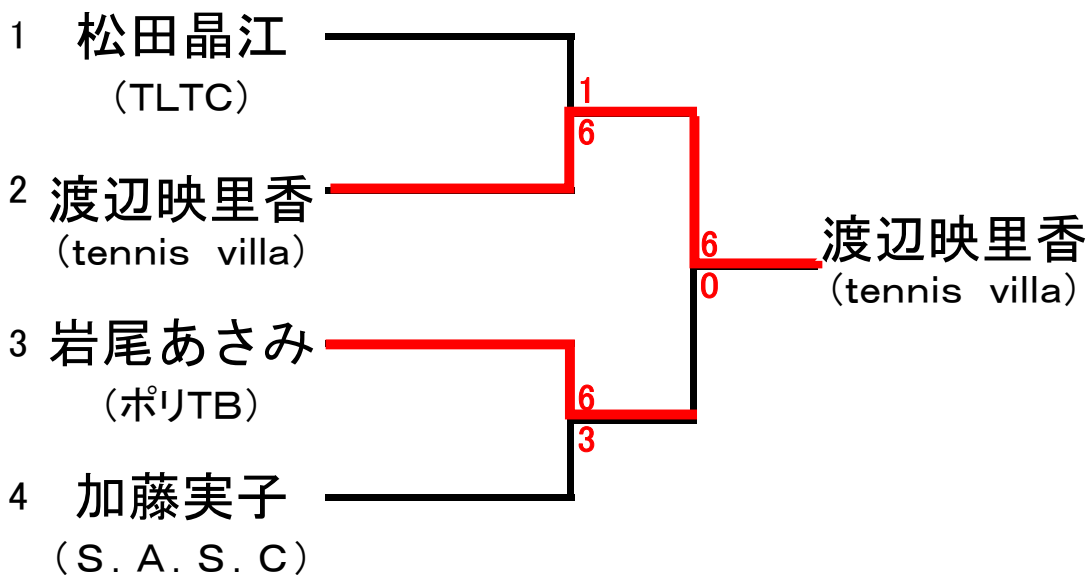 1 松田晶江
(TLTC)
1
6
2 渡辺映里香
(tennis villa)
6
0
渡辺映里香
(tennis villa)
3 岩尾あさみ
(ポリTB)
6
3
4 加藤実子
(S.A.S.C)